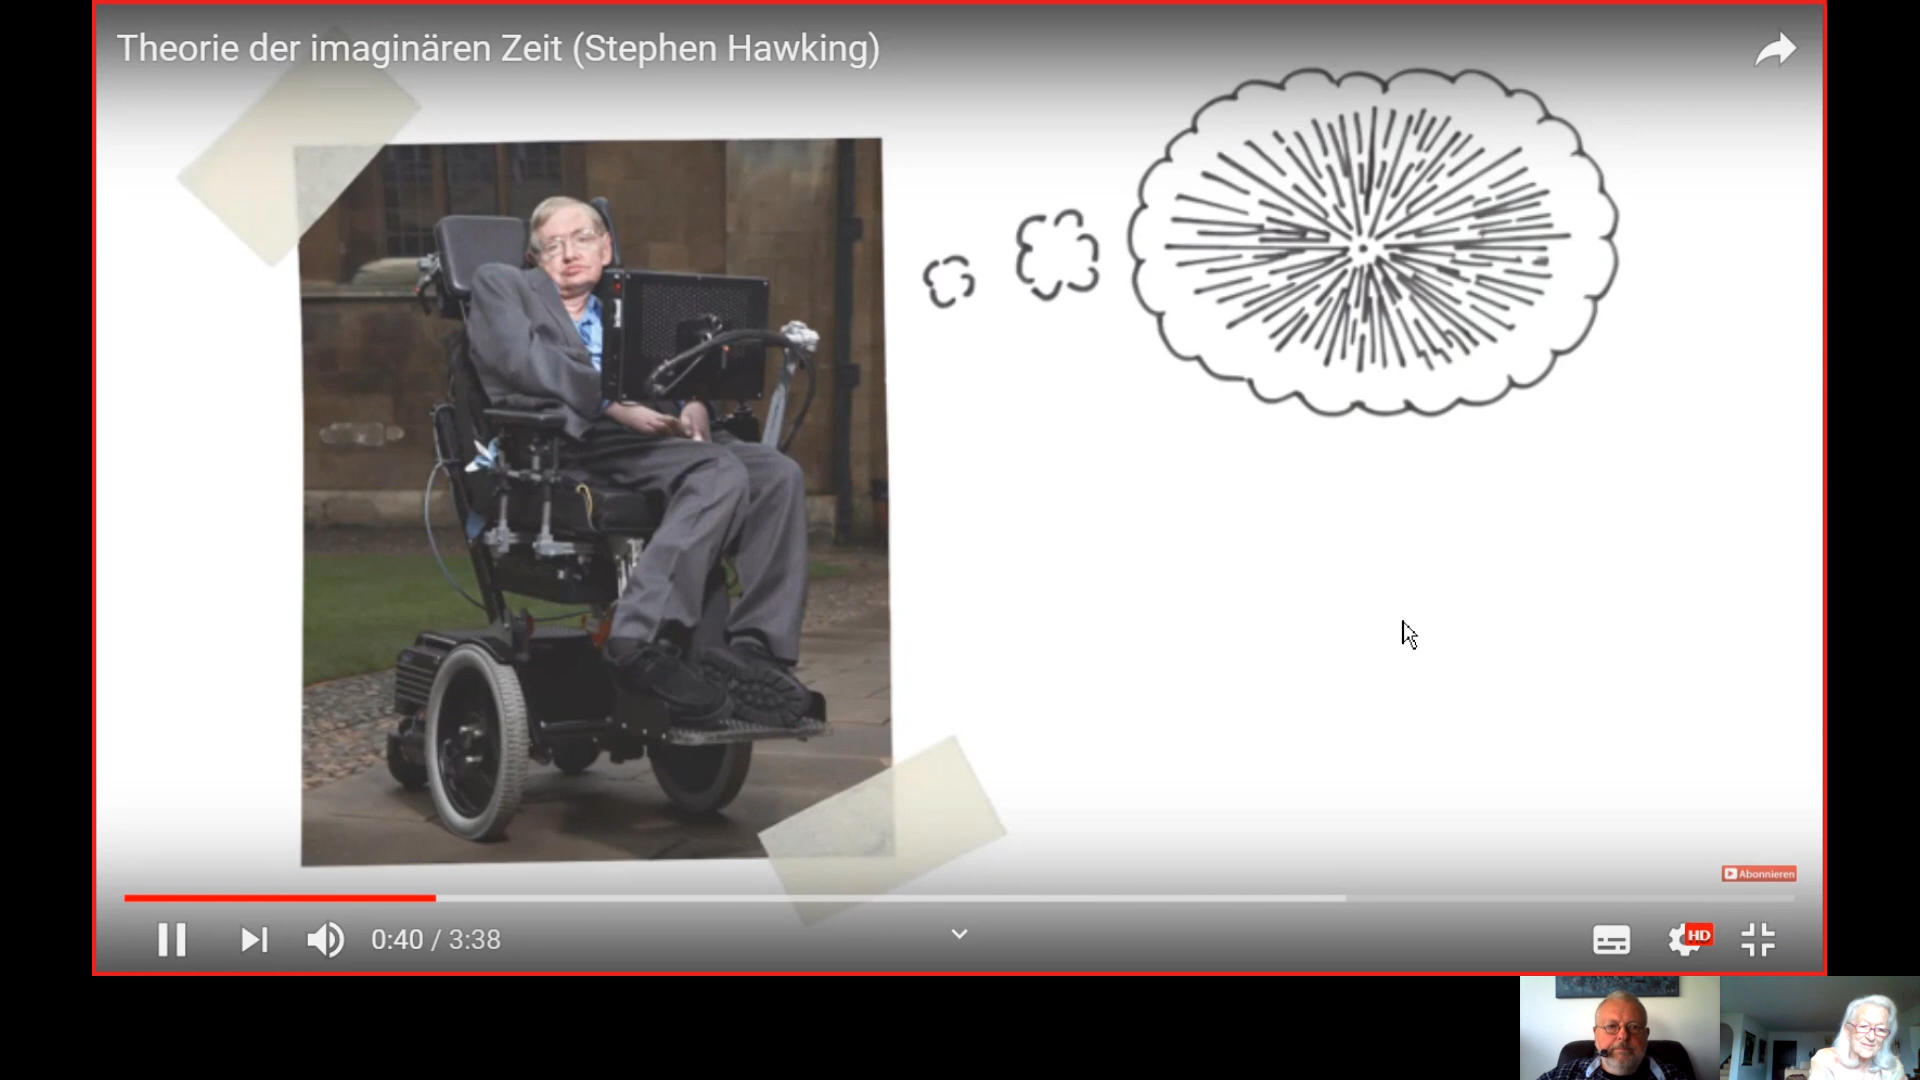 Theorie der imaginären Zeit (Stephen Hawking)
Abonnieren
0:40 / 3:38
HD